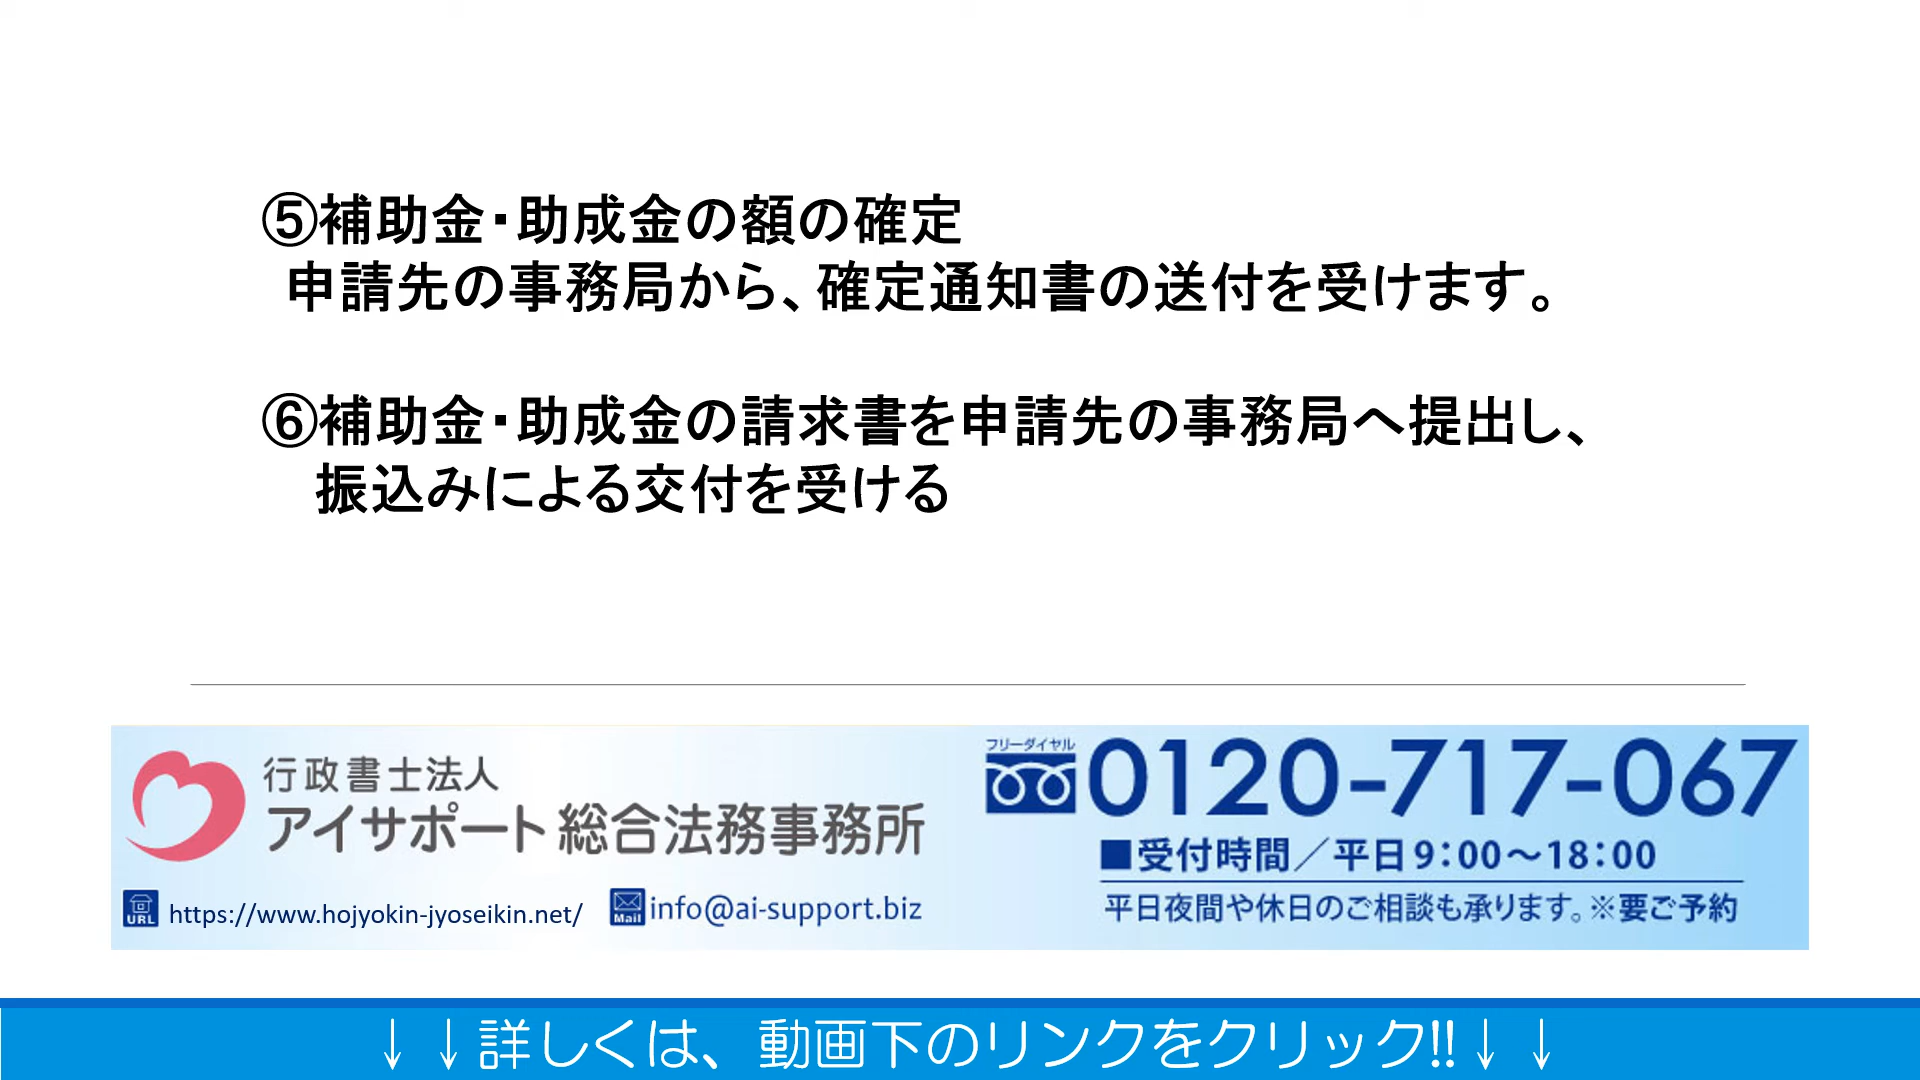 ⑤補助金・助成金の額の確定
申請先の事務局から、確定通知書の送付を受けます。
⑥補助金・助成金の請求書を申請先の事務局へ提出し、
振込みによる交付を受ける
行政書士法人
アイサポート総合法務事務所
URL https://www.hojyokin-jyoseikin.net/
Mail info@ai-support.biz
フリーダイヤル
0120-717-067
■受付時間／平日9:00～18:00
平日夜間や休日のご相談も承ります。※要ご予約
↓↓詳しくは、動画下のリンクをクリック!!↓↓